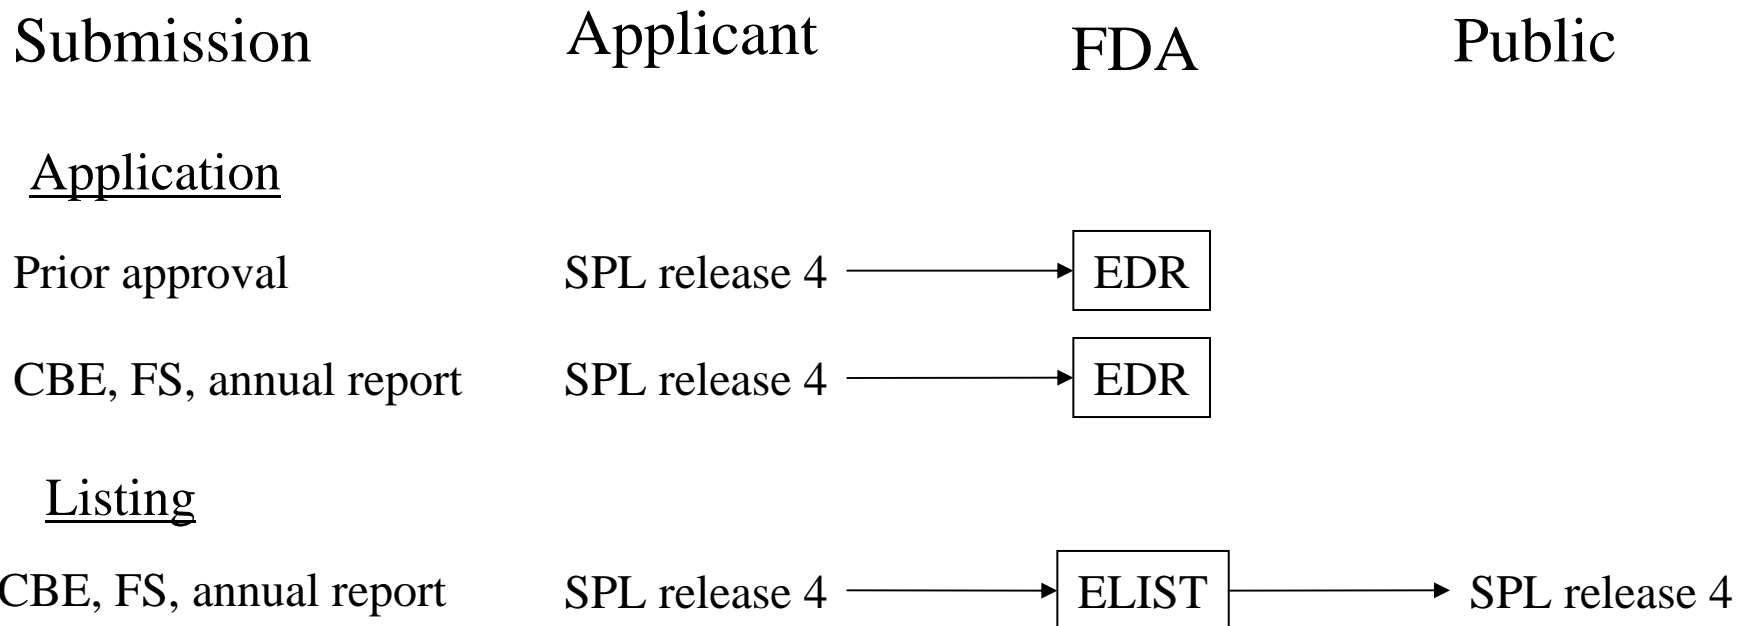 Submission Applicant FDA Public
Application
Prior approval SPL release 4 EDR
CBE, FS, annual report SPL release 4 EDR
Listing
CBE, FS, annual report SPL release 4 ELIST SPL release 4